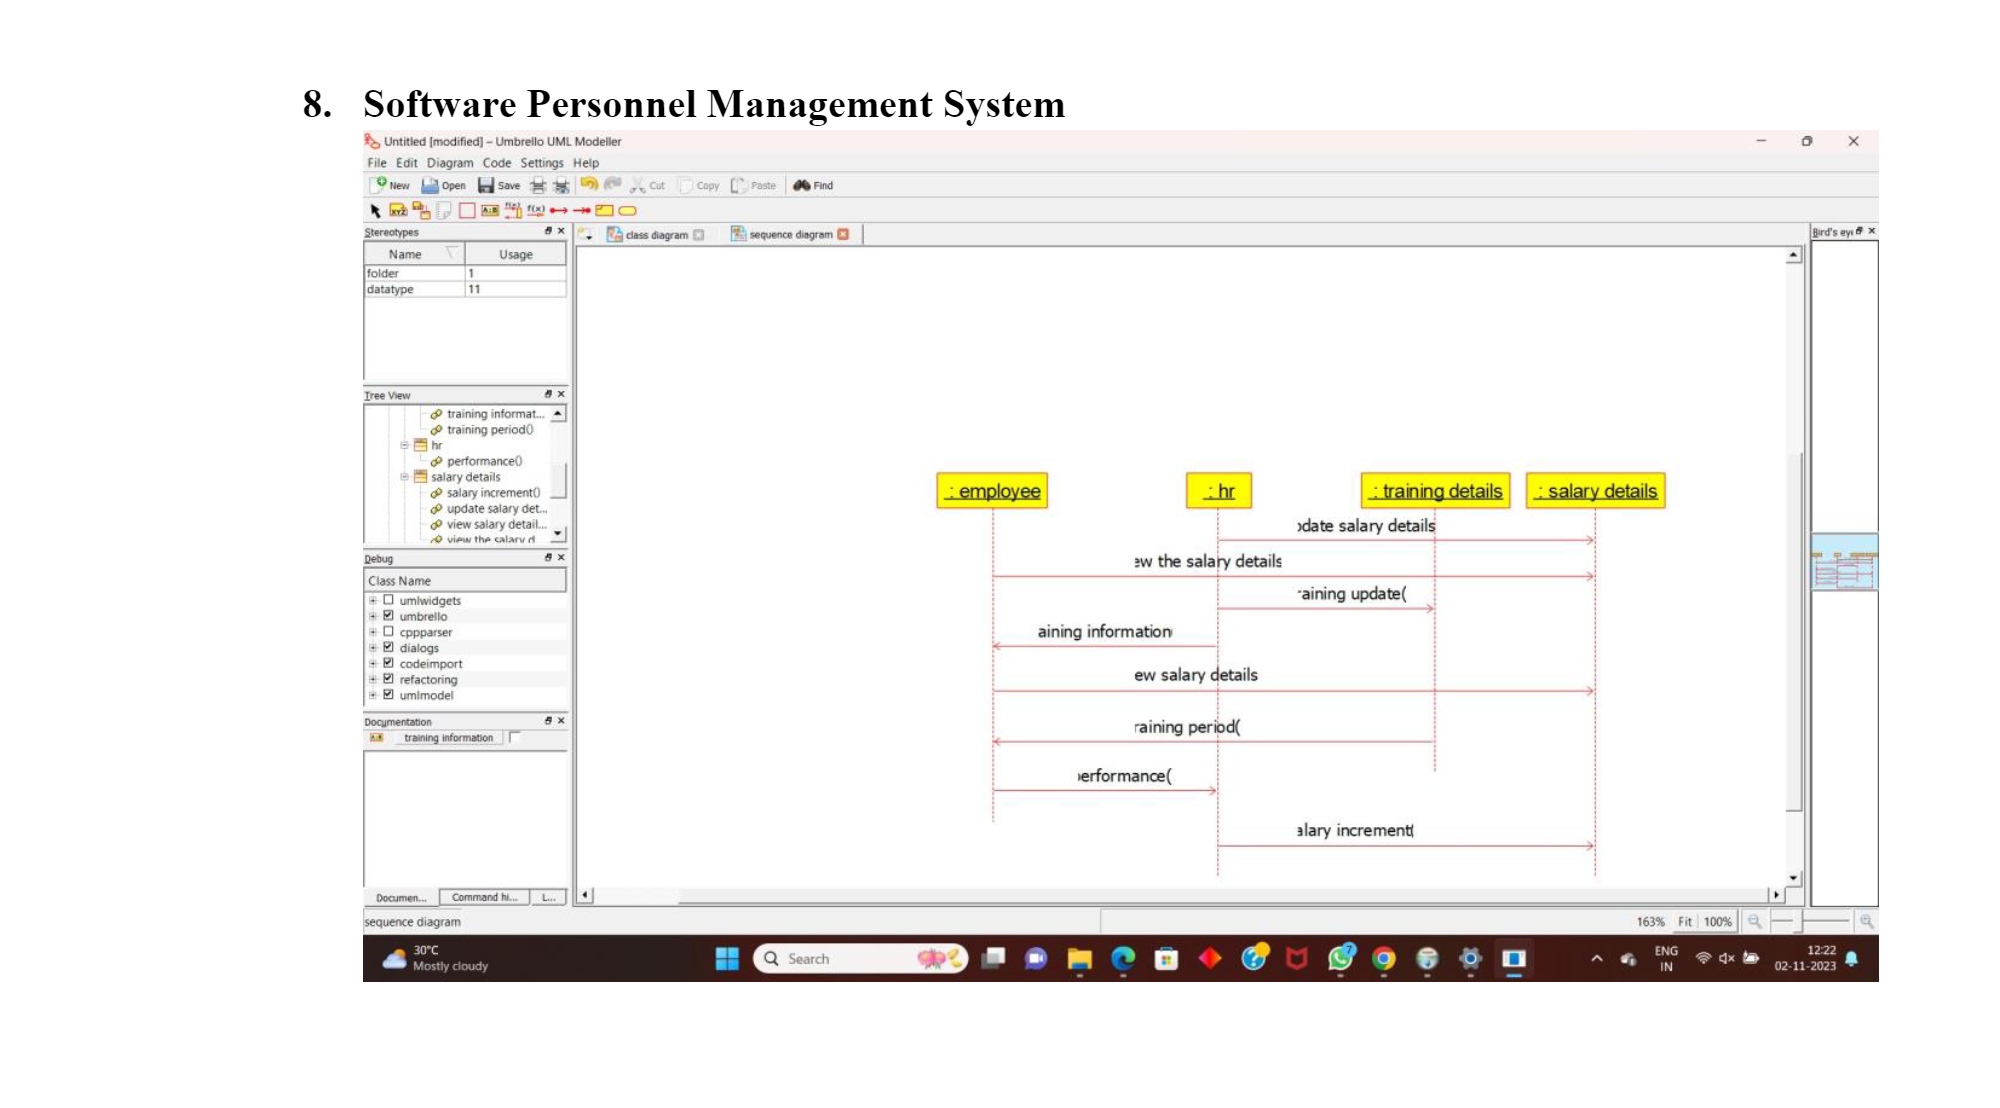 8. Software Personnel Management System
Untitled [modified] – Umbrello UML Modeller
File Edit Diagram Code Settings Help
New Open Save Cut Copy Paste Find
XYZ A:B f(x) f(x)
Stereotypes
class diagram
sequence diagram
Bird's eye
Name Usage
folder 1
datatype 11
Tree View
training informat...
training period()
hr
performance()
salary details
salary increment()
update salary det...
view salary detail...
view the salary d
Debug
Class Name
umlwidgets
umbrello
cppparser
dialogs
codeimport
refactoring
umlmodel
Documentation
training information
Documen... Command hi... L...
: employee
: hr
: training details
: salary details
date salary details
ew the salary details
raining update(
aining information
ew salary details
raining period(
erformance(
alary increment(
sequence diagram
163% Fit 100%
30°C
Mostly cloudy
Search
7
ENG
IN
12:22
02-11-2023